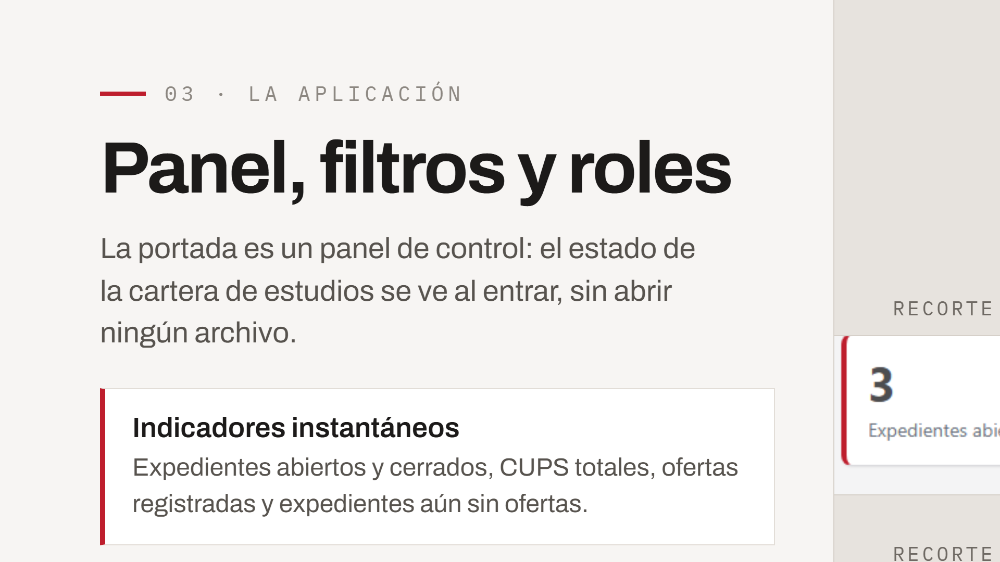 03 · LA APLICACIÓN
Panel, filtros y roles
La portada es un panel de control: el estado de
la cartera de estudios se ve al entrar, sin abrir
ningún archivo.
Indicadores instantáneos
Expedientes abiertos y cerrados, CUPS totales, ofertas
registradas y expedientes aún sin ofertas.
RECORTE
3
Expedientes
RECORTE